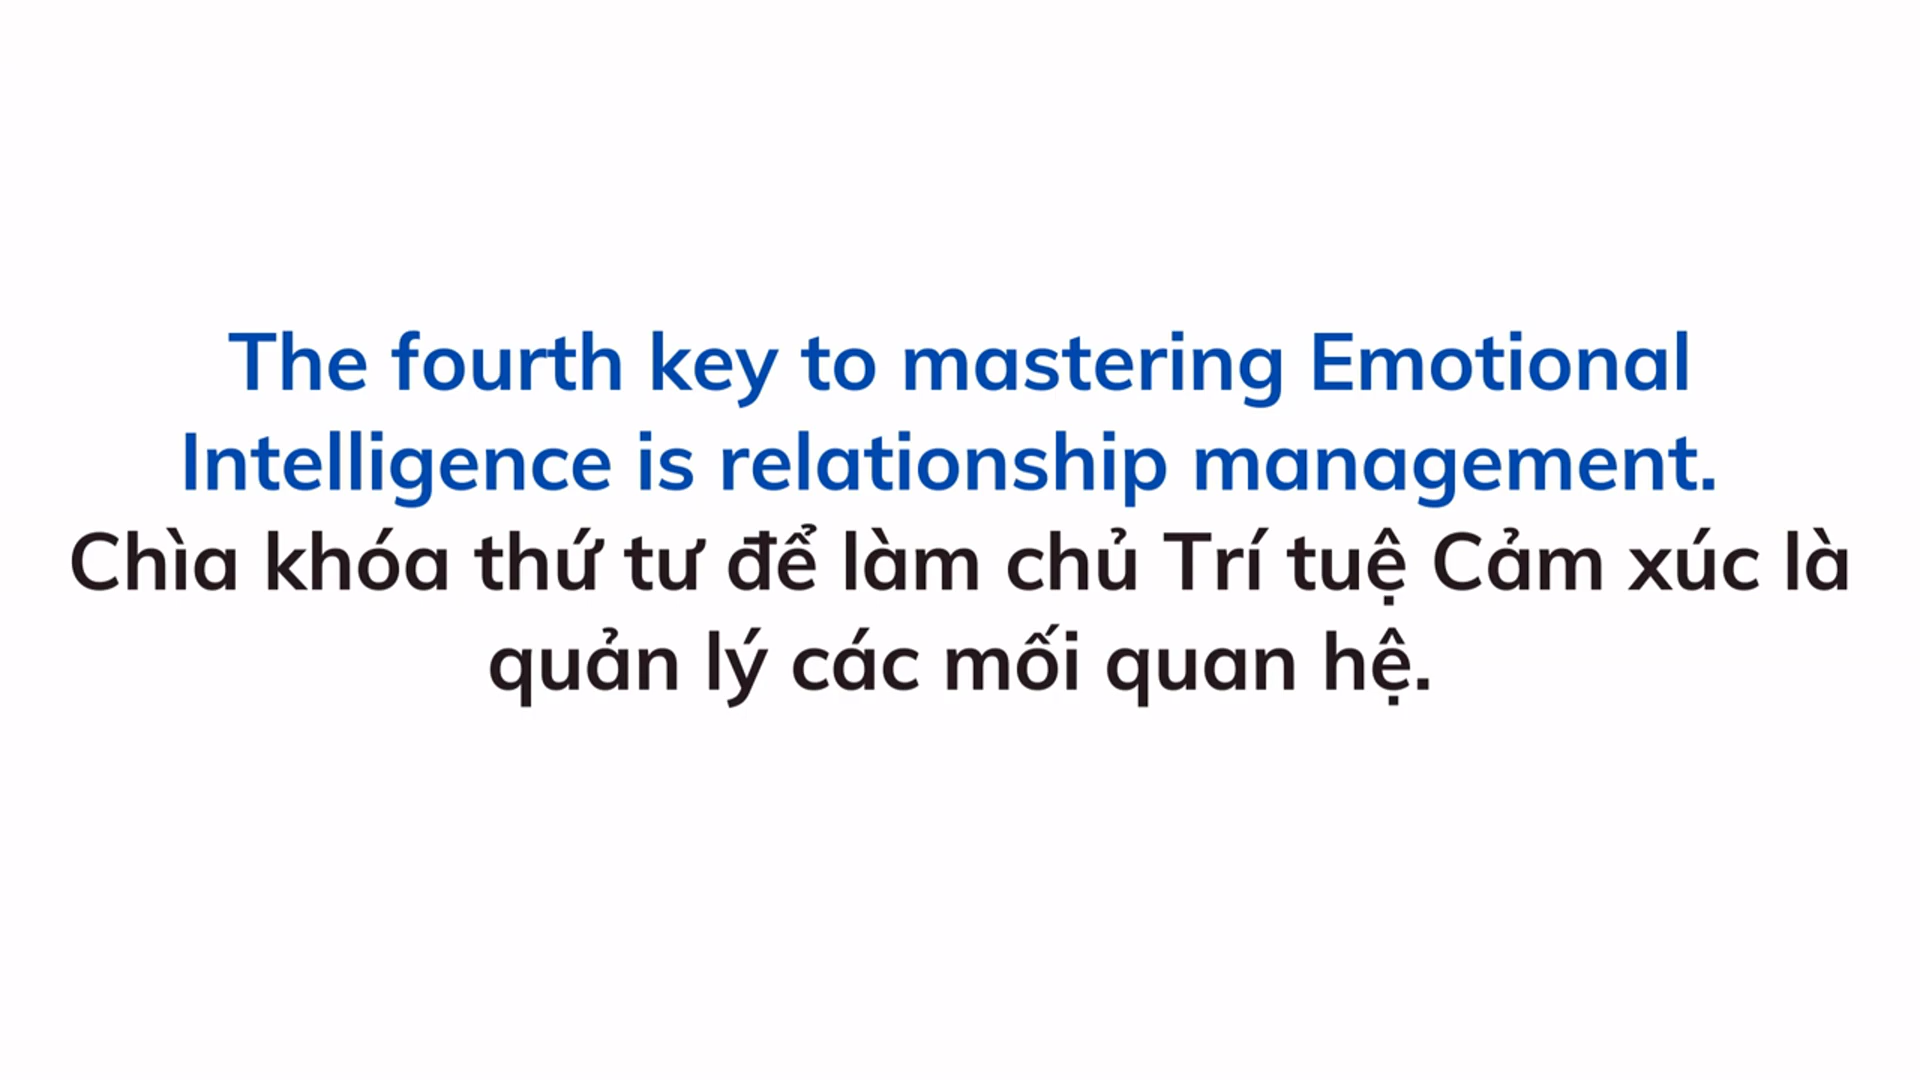 The fourth key to mastering Emotional
Intelligence is relationship management.
Chìa khóa thứ tư để làm chủ Trí tuệ Cảm xúc là
quản lý các mối quan hệ.